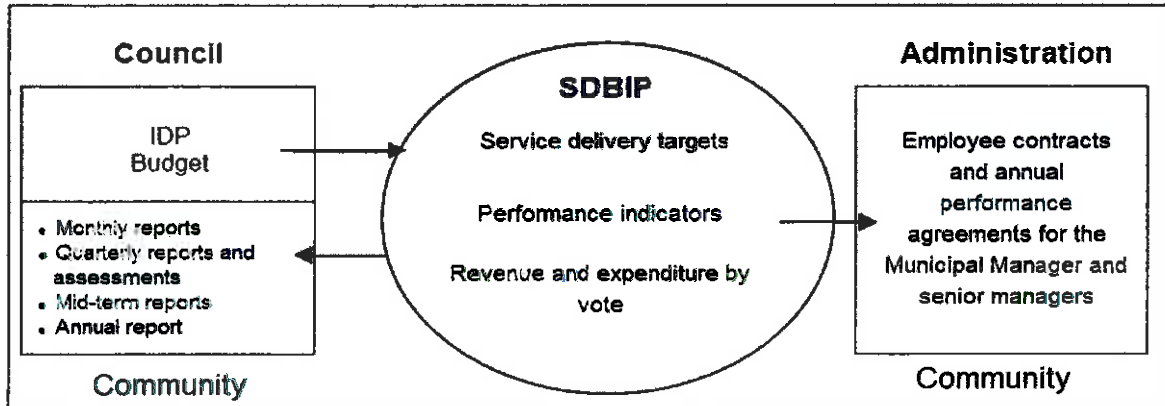 Council
IDP
Budget
• Monthly reports
• Quarterly reports and
assessments
• Mid-term reports
• Annual report
Community
SDBIP
Service delivery targets
Performance indicators
Revenue and expenditure by
vote
Administration
Employee contracts
and annual
performance
agreements for the
Municipal Manager and
senior managers
Community